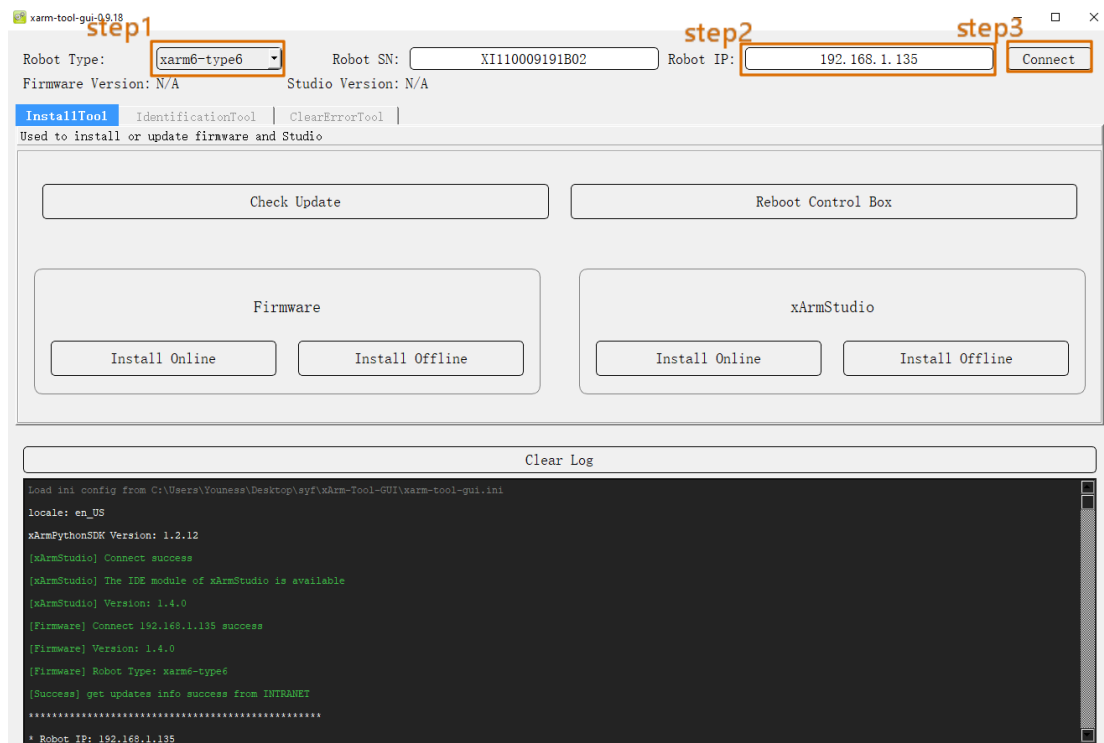 xarm-tool-gui-0.9.18
step1
step2
step3
Robot Type: xarm6-type6 Robot SN: XI110009191B02 Robot IP: 192.168.1.135 Connect
Firmware Version: N/A Studio Version: N/A
InstallTool IdentificationTool ClearErrorTool
Used to install or update firmware and Studio
Check Update Reboot Control Box
Firmware xArmStudio
Install Online Install Offline Install Online Install Offline
Clear Log
Load ini config from C:\Users\Youness\Desktop\syf\xArm-Tool-GUI\xarm-tool-gui.ini
locale: en_US
xArmPythonSDK Version: 1.2.12
[xArmStudio] Connect success
[xArmStudio] The IDE module of xArmStudio is available
[xArmStudio] Version: 1.4.0
[Firmware] Connect 192.168.1.135 success
[Firmware] Version: 1.4.0
[Firmware] Robot Type: xarm6-type6
[Success] get updates info success from INTRANET
**************************************************
* Robot IP: 192.168.1.135